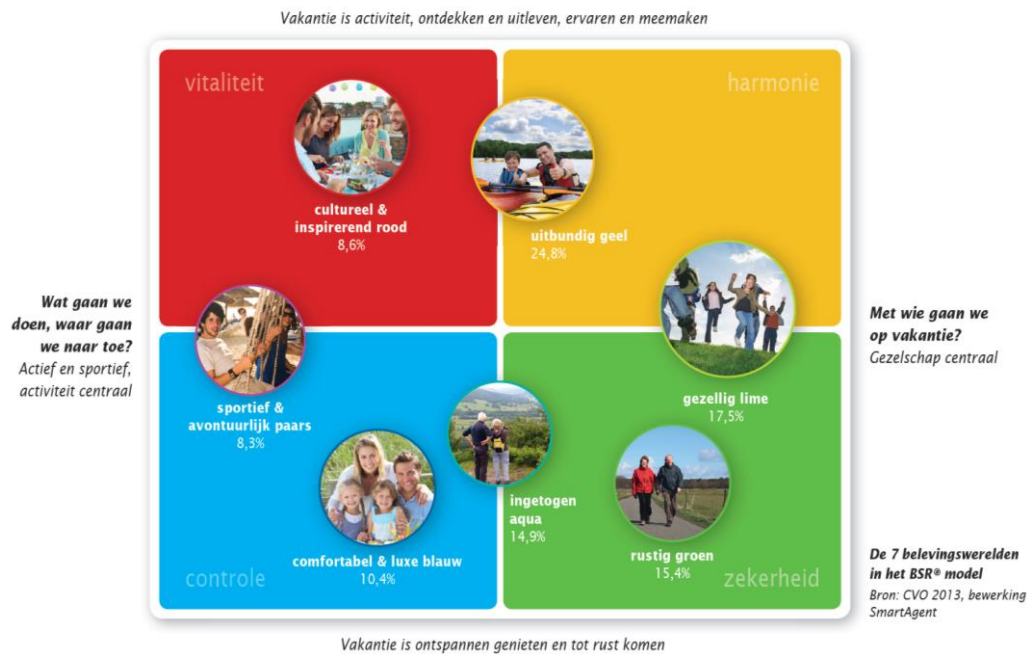 Vakantie is activiteit, ontdekken en uitleven, ervaren en meemaken
vitaliteit
harmonie
cultureel &
inspirerend rood
8,6%
uitbundig geel
24,8%
Wat gaan we
doen, waar gaan
we naar toe?
Actief en sportief,
activiteit centraal
Met wie gaan we
op vakantie?
Gezelschap centraal
sportief &
avontuurlijk paars
8,3%
gezellig lime
17,5%
ingetogen
aqua
14,9%
comfortabel & luxe blauw
10,4%
rustig groen
15,4%
controle
zekerheid
De 7 belevingswerelden
in het BSR® model
Bron: CVO 2013, bewerking
SmartAgent
Vakantie is ontspannen genieten en tot rust komen